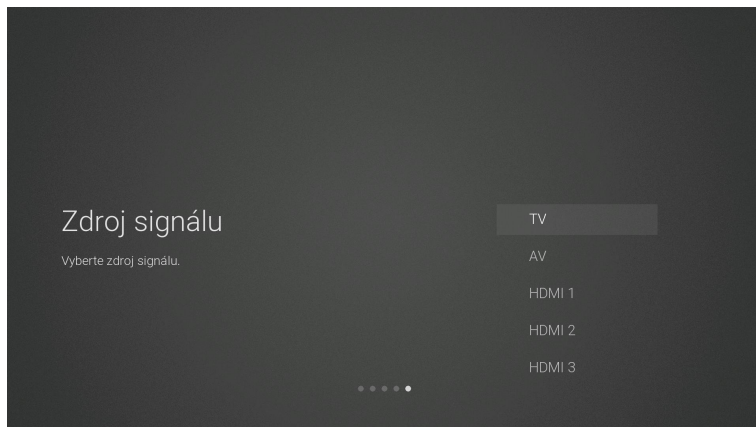 Zdroj signálu
Vyberte zdroj signálu.
TV
AV
HDMI 1
HDMI 2
HDMI 3